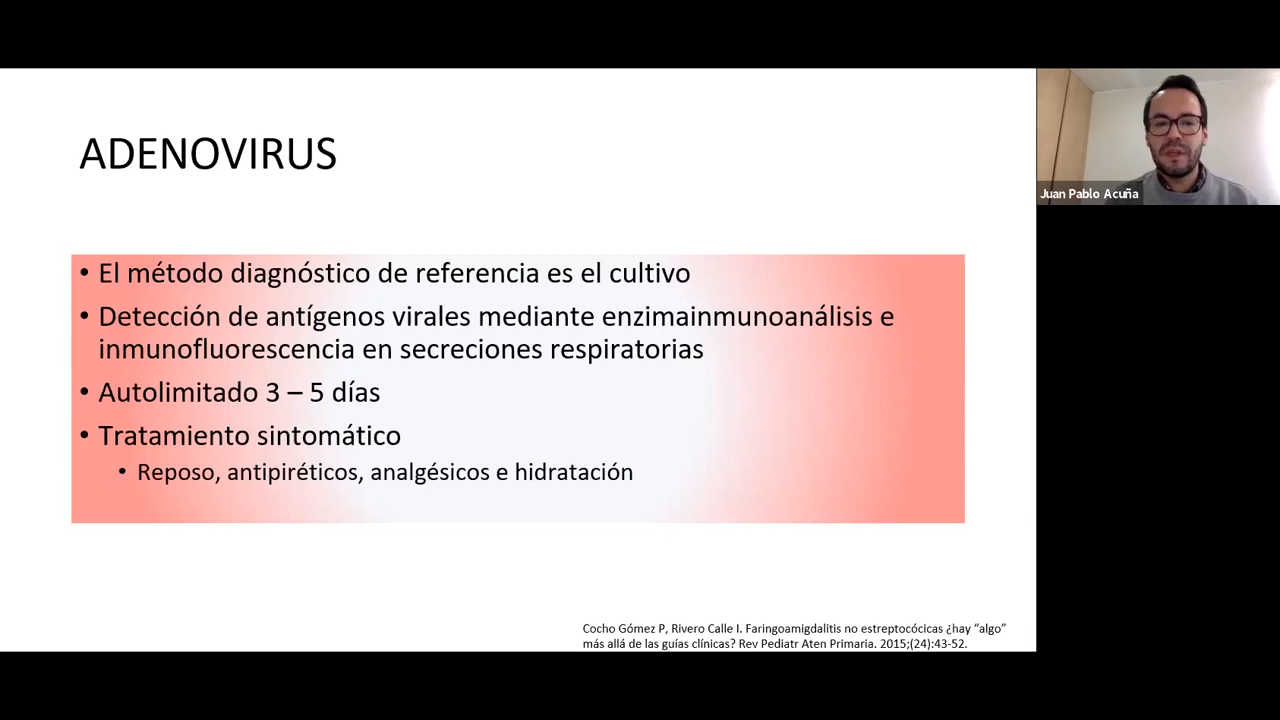 ADENOVIRUS
Juan Pablo Acuña
• El método diagnóstico de referencia es el cultivo
• Detección de antígenos virales mediante enzimainmunoanálisis e
inmunofluorescencia en secreciones respiratorias
• Autolimitado 3 – 5 días
• Tratamiento sintomático
• Reposo, antipiréticos, analgésicos e hidratación
Cocho Gómez P, Rivero Calle I. Faringoamigdalitis no estreptocócicas ¿hay “algo”
más allá de las guías clínicas? Rev Pediatr Aten Primaria. 2015;(24):43-52.